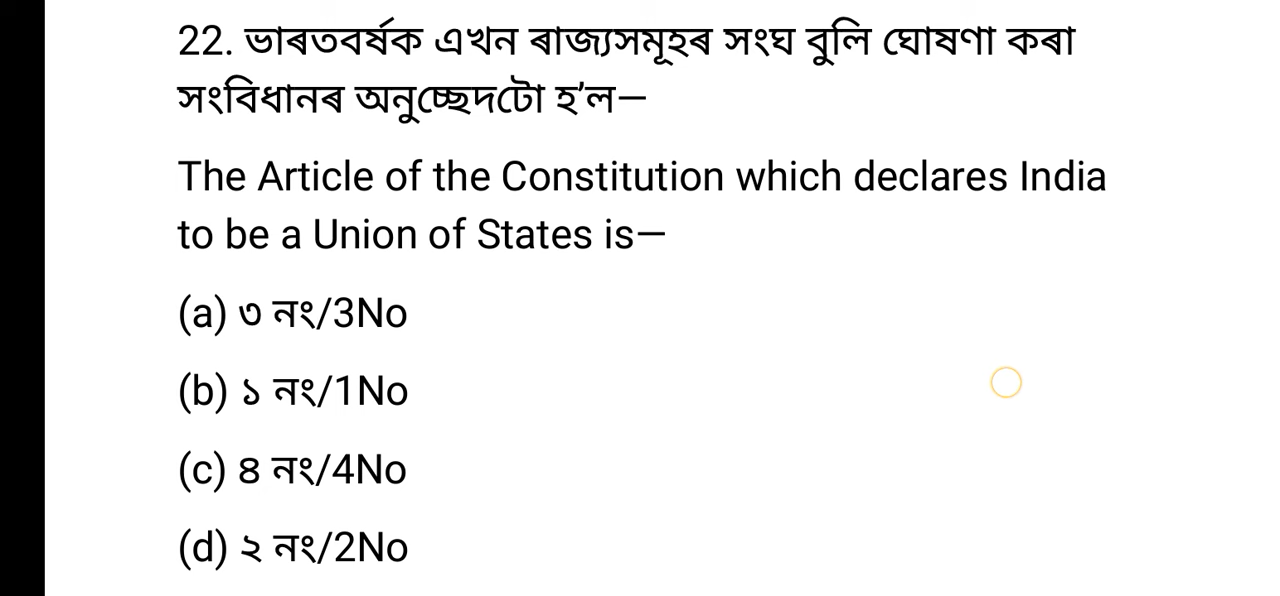 22. ভাৰতবৰ্ষক এখন ৰাজ্যসমূহৰ সংঘ বুলি ঘোষণা কৰা
সংবিধানৰ অনুচ্ছেদটো হ'ল—
The Article of the Constitution which declares India
to be a Union of States is—
(a) ৩ নং/3No
(b) ১ নং/1No
(c) ৪ নং/4No
(d) ২ নং/2No